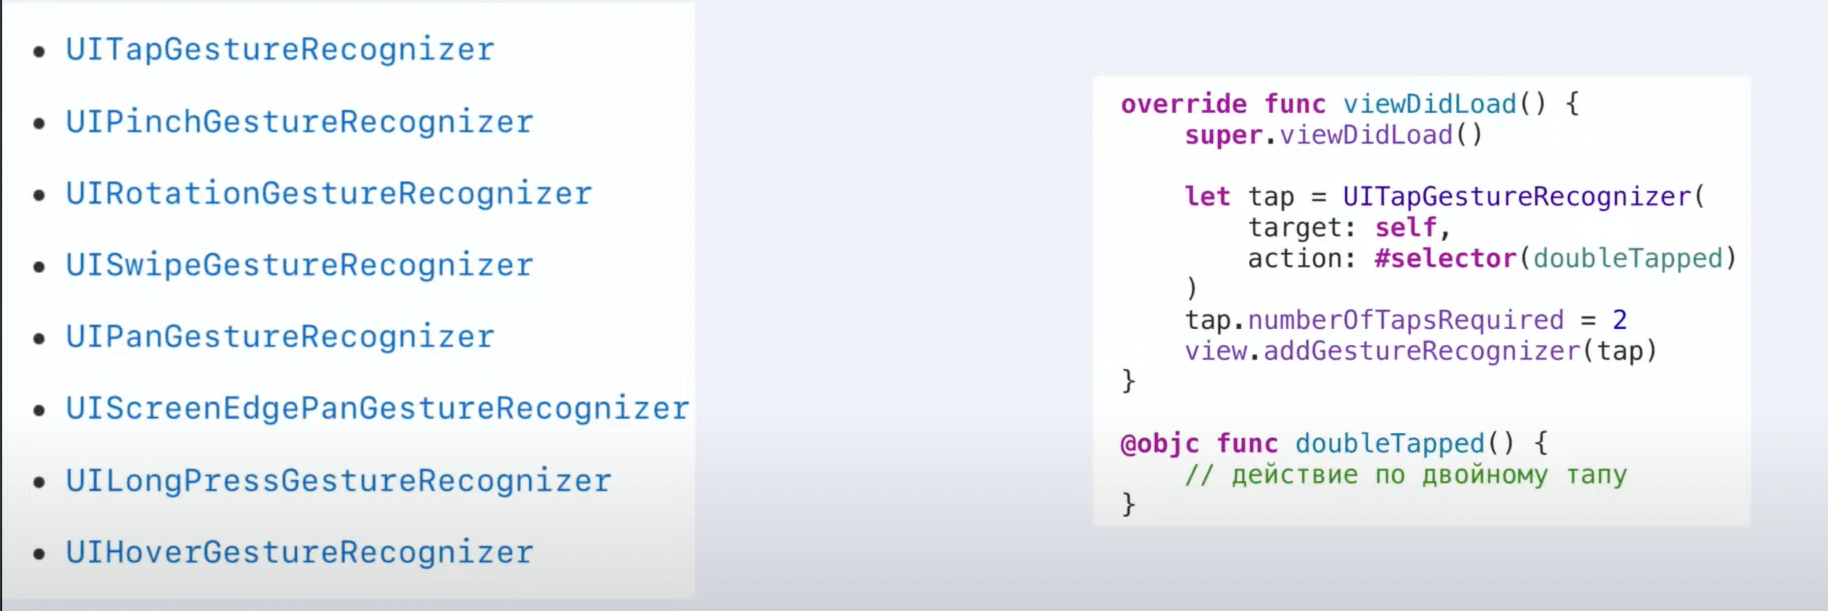 • UITapGestureRecognizer
• UIPinchGestureRecognizer
• UIRotationGestureRecognizer
• UISwipeGestureRecognizer
• UIPanGestureRecognizer
• UIScreenEdgePanGestureRecognizer
• UILongPressGestureRecognizer
• UIHoverGestureRecognizer
override func viewDidLoad() {
    super.viewDidLoad()

    let tap = UITapGestureRecognizer(
        target: self,
        action: #selector(doubleTapped)
    )
    tap.numberOfTapsRequired = 2
    view.addGestureRecognizer(tap)
}

@objc func doubleTapped() {
    // действие по двойному тапу
}